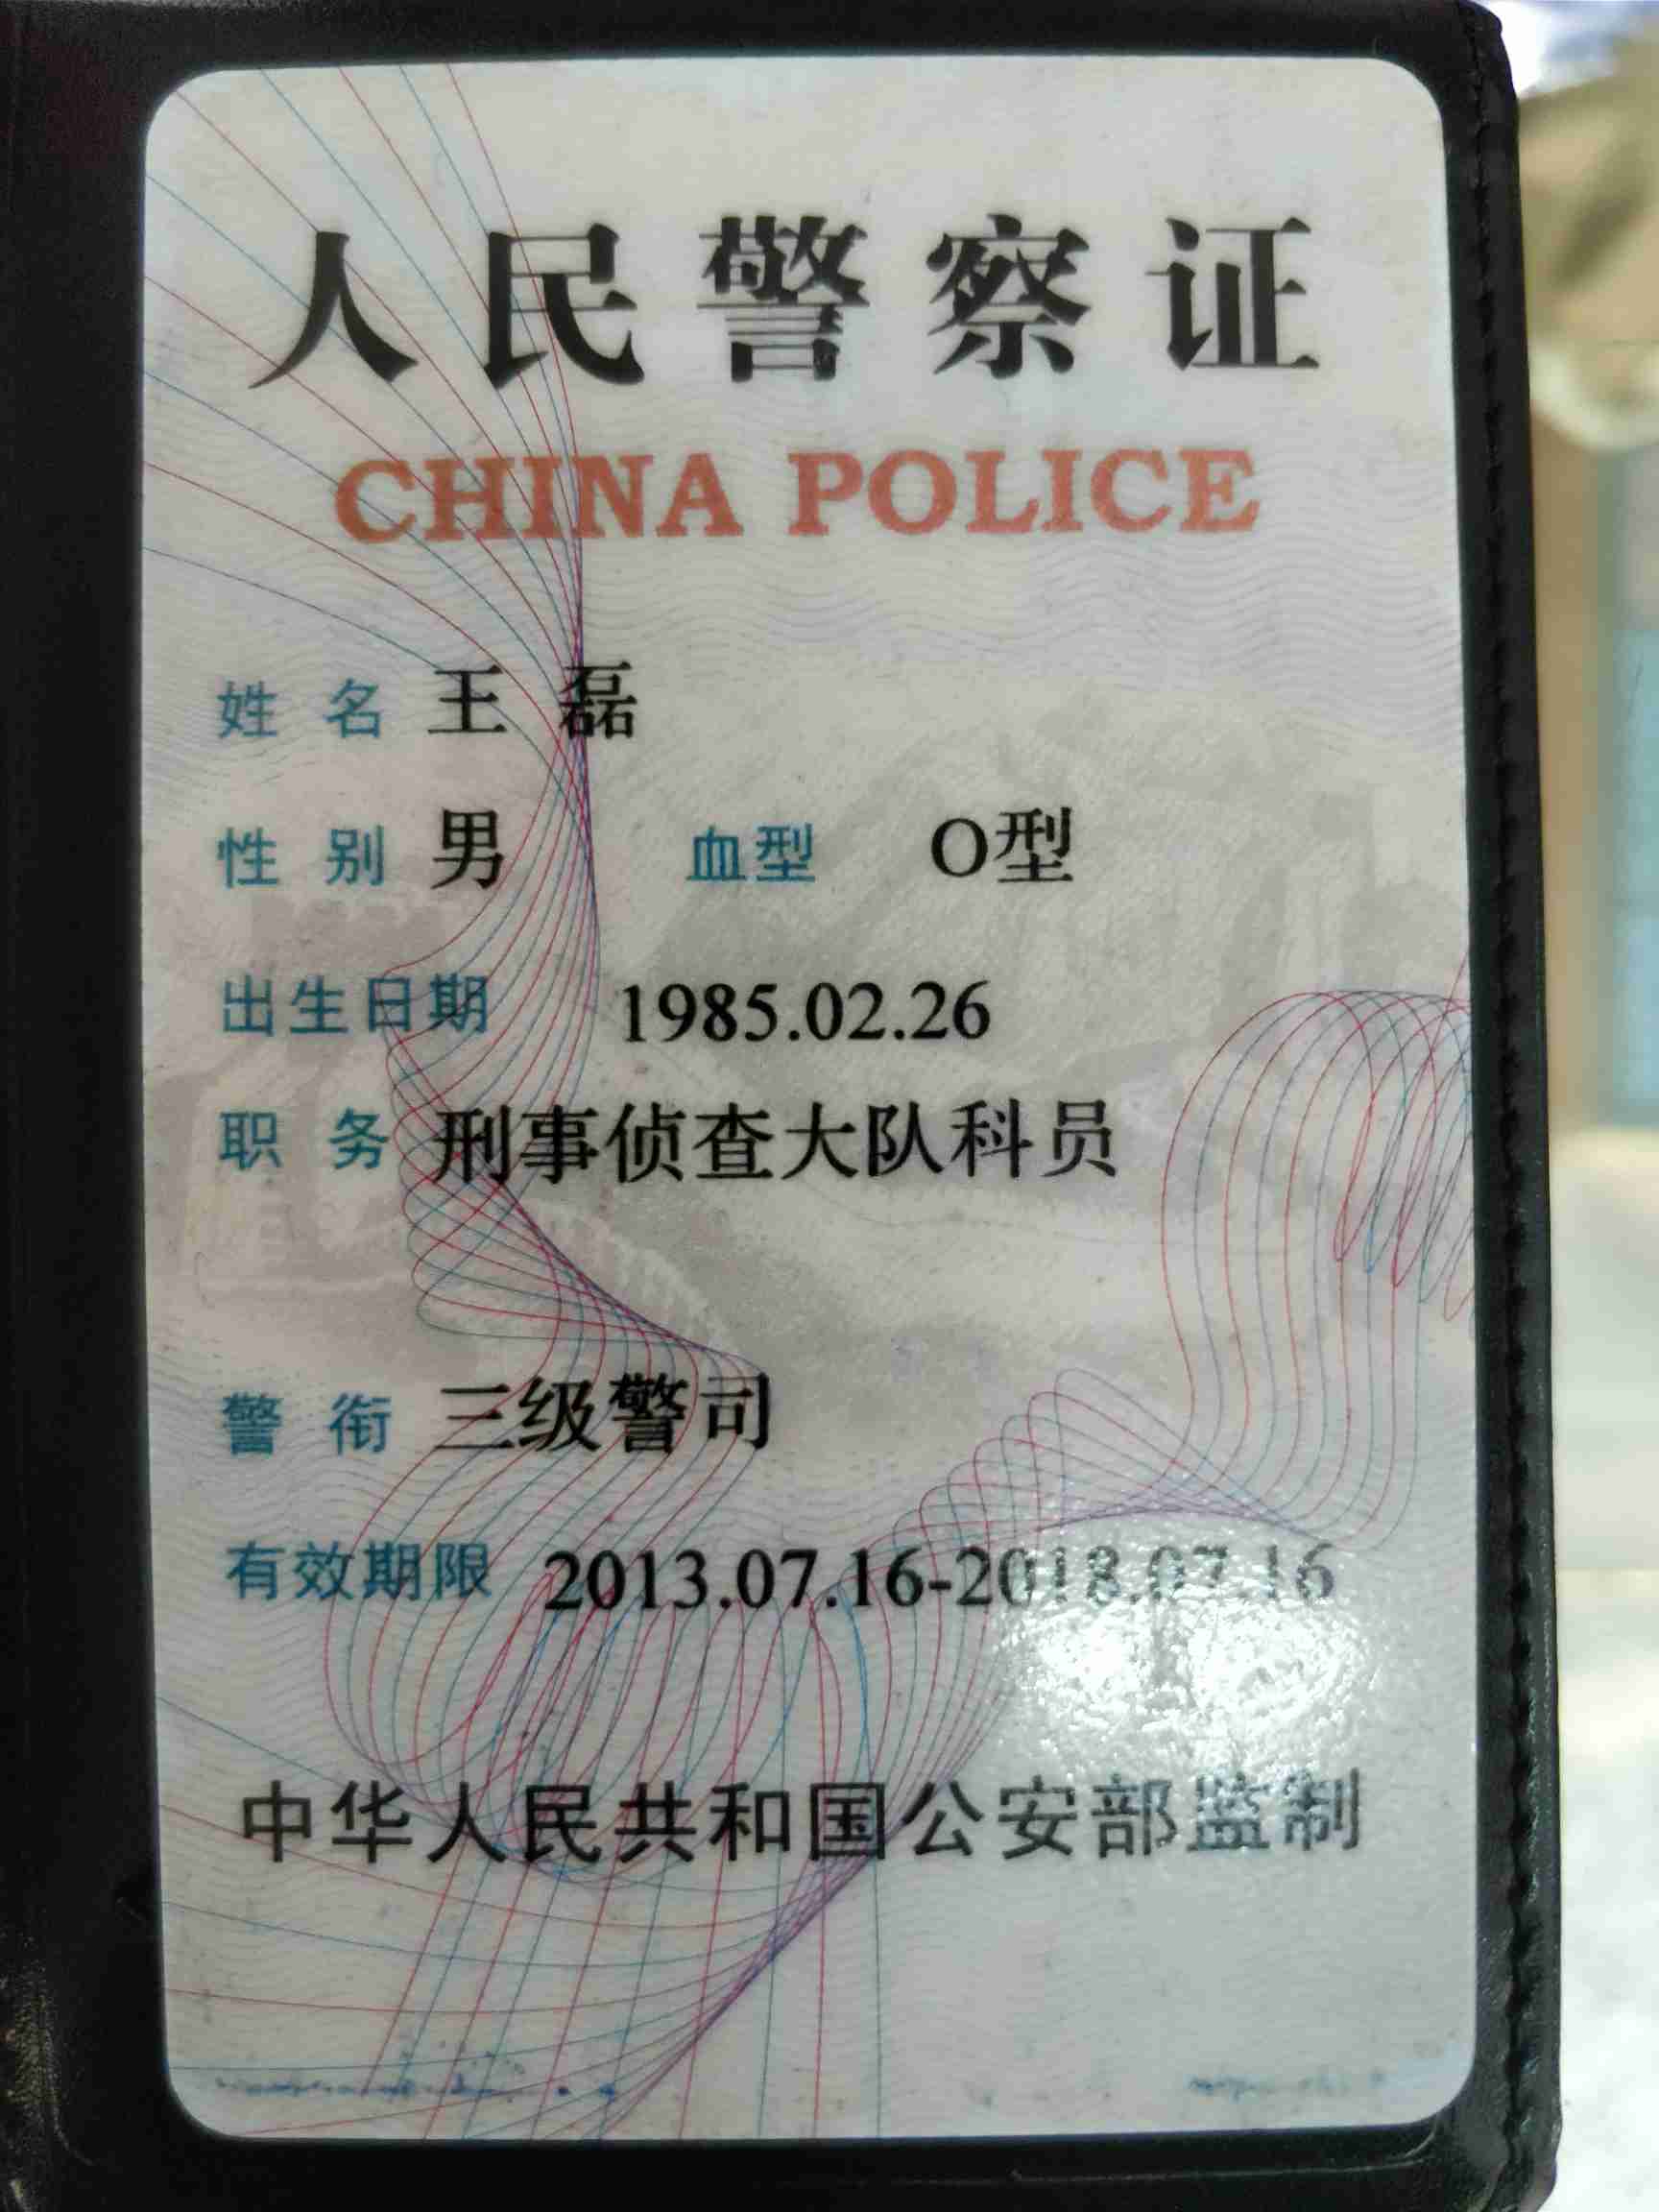 人民警察证
CHINA POLICE
姓 名 王 磊
性 别 男 血型 O型
出生日期 1985.02.26
职 务 刑事侦查大队科员
警 衔 三级警司
有效期限 2013.07.16-2018.07.16
中华人民共和国公安部监制